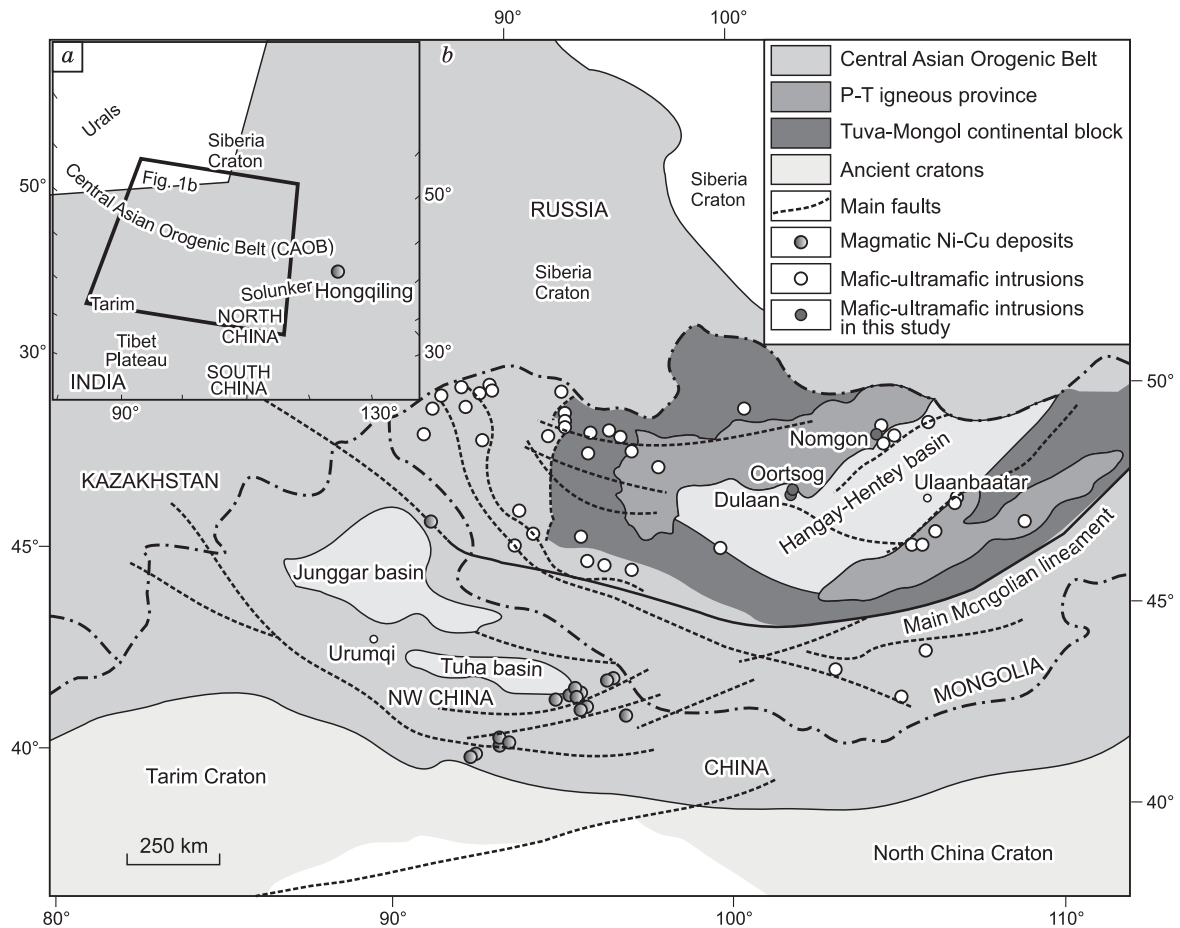 90°
100°
a
Urals
Siberia
Craton
Fig. 1b
Central Asian Orogenic Belt (CAOB)
Hongqiling
Solunker
Tarim
NORTH
CHINA
Tibet
Plateau
INDIA
SOUTH
CHINA
50°
30°
90°
130°
50°
30°
b
Central Asian Orogenic Belt
P-T igneous province
Tuva-Mongol continental block
Ancient cratons
Main faults
Magmatic Ni-Cu deposits
Mafic-ultramafic intrusions
Mafic-ultramafic intrusions
in this study
Siberia
Craton
RUSSIA
Siberia
Craton
50°
KAZAKHSTAN
Nomgon
Oortsog
Dulaan
Hangay-Hentey basin
Ulaanbaatar
45°
Junggar basin
45°
Main Mongolian lineament
Urumqi
Tuha basin
NW CHINA
MONGOLIA
40°
Tarim Craton
CHINA
40°
250 km
North China Craton
80°
90°
100°
110°